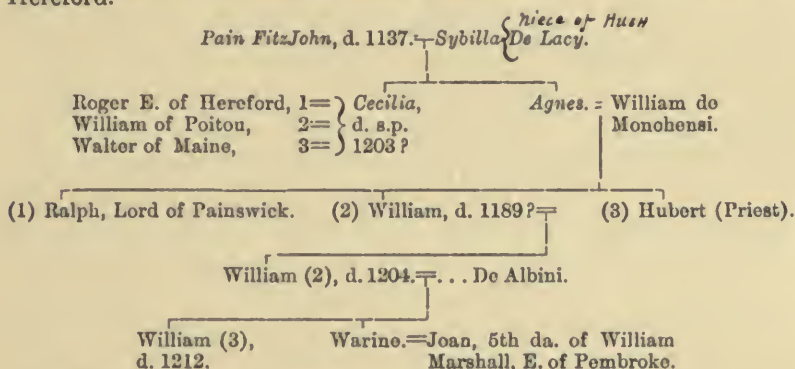 Hereford.
niece of Hugh
Pain FitzJohn, d. 1137.=Sybilla De Lacy.
Roger E. of Hereford, 1= Cecilia, Agnes. = William de
William of Poitou, 2= d. s.p. Monchensi.
Walter of Maine, 3= 1203?
(1) Ralph, Lord of Painswick. (2) William, d. 1189?= (3) Hubert (Priest).
William (2), d. 1204.=... De Albini.
William (3), Warine.=Joan, 5th da. of William
d. 1212. Marshall, E. of Pembroke.